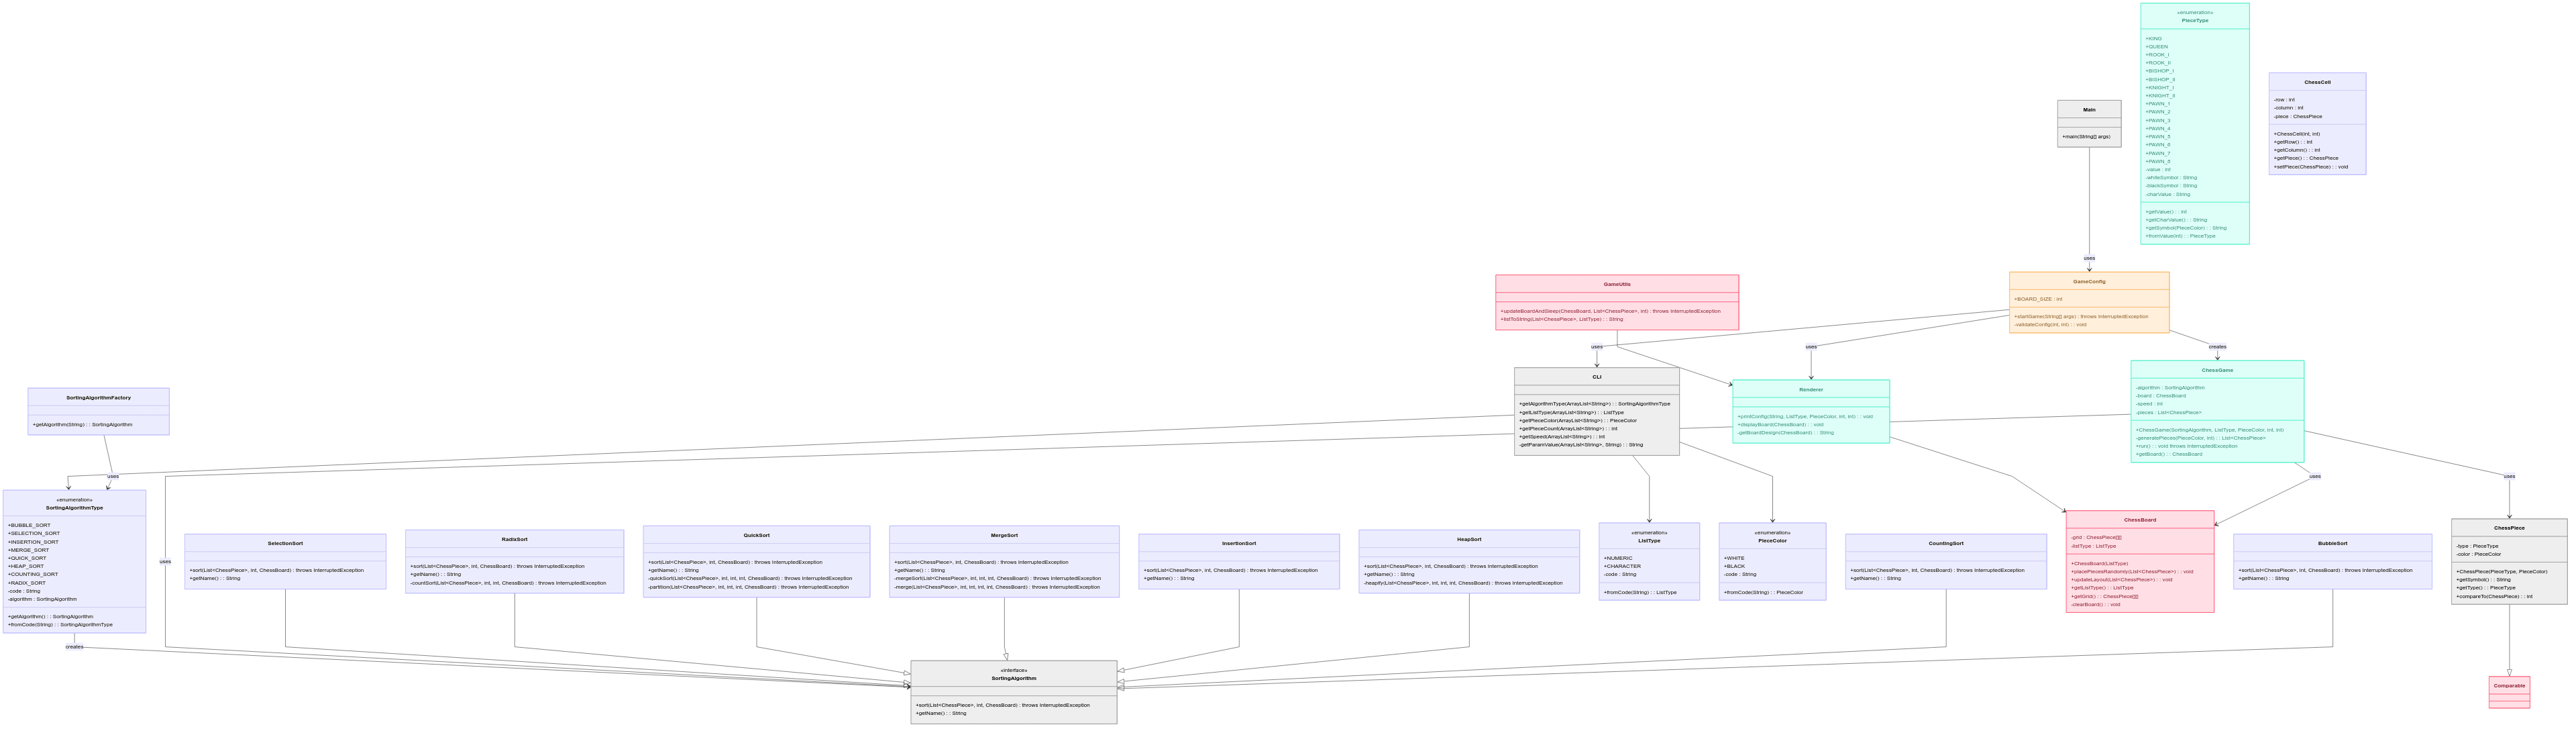 «enumeration»
PieceType
+KING
+QUEEN
+ROOK_I
+ROOK_II
+BISHOP_I
+BISHOP_II
+KNIGHT_I
+KNIGHT_II
+PAWN_1
+PAWN_2
+PAWN_3
+PAWN_4
+PAWN_5
+PAWN_6
+PAWN_7
+PAWN_8
-value : int
-whiteSymbol : String
-blackSymbol : String
-charValue : String
+getValue() : : int
+getCharValue() : : String
+getSymbol(PieceColor) : : String
+fromValue(int) : : PieceType
ChessCell
-row : int
-column : int
-piece : ChessPiece
+ChessCell(int, int)
+getRow() : : int
+getColumn() : : int
+getPiece() : : ChessPiece
+setPiece(ChessPiece) : : void
Main
+main(String[] args)
uses
GameUtils
+updateBoardAndSleep(ChessBoard, List<ChessPiece>, int) : throws InterruptedException
+listToString(List<ChessPiece>, ListType) : : String
GameConfig
+BOARD_SIZE : int
+startGame(String[] args) : throws InterruptedException
-validateConfig(int, int) : : void
uses
uses
creates
SortingAlgorithmFactory
+getAlgorithm(String) : : SortingAlgorithm
CLI
+getAlgorithmType(ArrayList<String>) : : SortingAlgorithmType
+getListType(ArrayList<String>) : : ListType
+getPieceColor(ArrayList<String>) : : PieceColor
+getPieceCount(ArrayList<String>) : : int
+getSpeed(ArrayList<String>) : : int
-getParamValue(ArrayList<String>, String) : : String
Renderer
+printConfig(String, ListType, PieceColor, int, int) : : void
+displayBoard(ChessBoard) : : void
-getBoardDesign(ChessBoard) : : String
ChessGame
-algorithm : SortingAlgorithm
-board : ChessBoard
-speed : int
-pieces : List<ChessPiece>
+ChessGame(SortingAlgorithm, ListType, PieceColor, int, int)
-generatePieces(PieceColor, int) : : List<ChessPiece>
+run() : : void throws InterruptedException
+getBoard() : : ChessBoard
uses
uses
uses
«enumeration»
SortingAlgorithmType
+BUBBLE_SORT
+SELECTION_SORT
+INSERTION_SORT
+MERGE_SORT
+QUICK_SORT
+HEAP_SORT
+COUNTING_SORT
+RADIX_SORT
-code : String
-algorithm : SortingAlgorithm
+getAlgorithm() : : SortingAlgorithm
+fromCode(String) : : SortingAlgorithmType
uses
SelectionSort
+sort(List<ChessPiece>, int, ChessBoard) : throws InterruptedException
+getName() : : String
RadixSort
+sort(List<ChessPiece>, int, ChessBoard) : throws InterruptedException
+getName() : : String
-countSort(List<ChessPiece>, int, int, ChessBoard) : throws InterruptedException
QuickSort
+sort(List<ChessPiece>, int, ChessBoard) : throws InterruptedException
+getName() : : String
-quickSort(List<ChessPiece>, int, int, int, ChessBoard) : throws InterruptedException
-partition(List<ChessPiece>, int, int, int, ChessBoard) : throws InterruptedException
MergeSort
+sort(List<ChessPiece>, int, ChessBoard) : throws InterruptedException
+getName() : : String
-mergeSort(List<ChessPiece>, int, int, int, ChessBoard) : throws InterruptedException
-merge(List<ChessPiece>, int, int, int, int, ChessBoard) : throws InterruptedException
InsertionSort
+sort(List<ChessPiece>, int, ChessBoard) : throws InterruptedException
+getName() : : String
HeapSort
+sort(List<ChessPiece>, int, ChessBoard) : throws InterruptedException
+getName() : : String
-heapify(List<ChessPiece>, int, int, int, ChessBoard) : throws InterruptedException
«enumeration»
ListType
+NUMERIC
+CHARACTER
-code : String
+fromCode(String) : : ListType
«enumeration»
PieceColor
+WHITE
+BLACK
-code : String
+fromCode(String) : : PieceColor
CountingSort
+sort(List<ChessPiece>, int, ChessBoard) : throws InterruptedException
+getName() : : String
ChessBoard
-grid : ChessPiece[][]
-listType : ListType
+ChessBoard(ListType)
+placePiecesRandomly(List<ChessPiece>) : : void
+updateLayout(List<ChessPiece>) : : void
+getListType() : : ListType
+getGrid() : : ChessPiece[][]
-clearBoard() : : void
BubbleSort
+sort(List<ChessPiece>, int, ChessBoard) : throws InterruptedException
+getName() : : String
ChessPiece
-type : PieceType
-color : PieceColor
+ChessPiece(PieceType, PieceColor)
+getSymbol() : : String
+getType() : : PieceType
+compareTo(ChessPiece) : : int
creates
«interface»
SortingAlgorithm
+sort(List<ChessPiece>, int, ChessBoard) : throws InterruptedException
+getName() : : String
Comparable